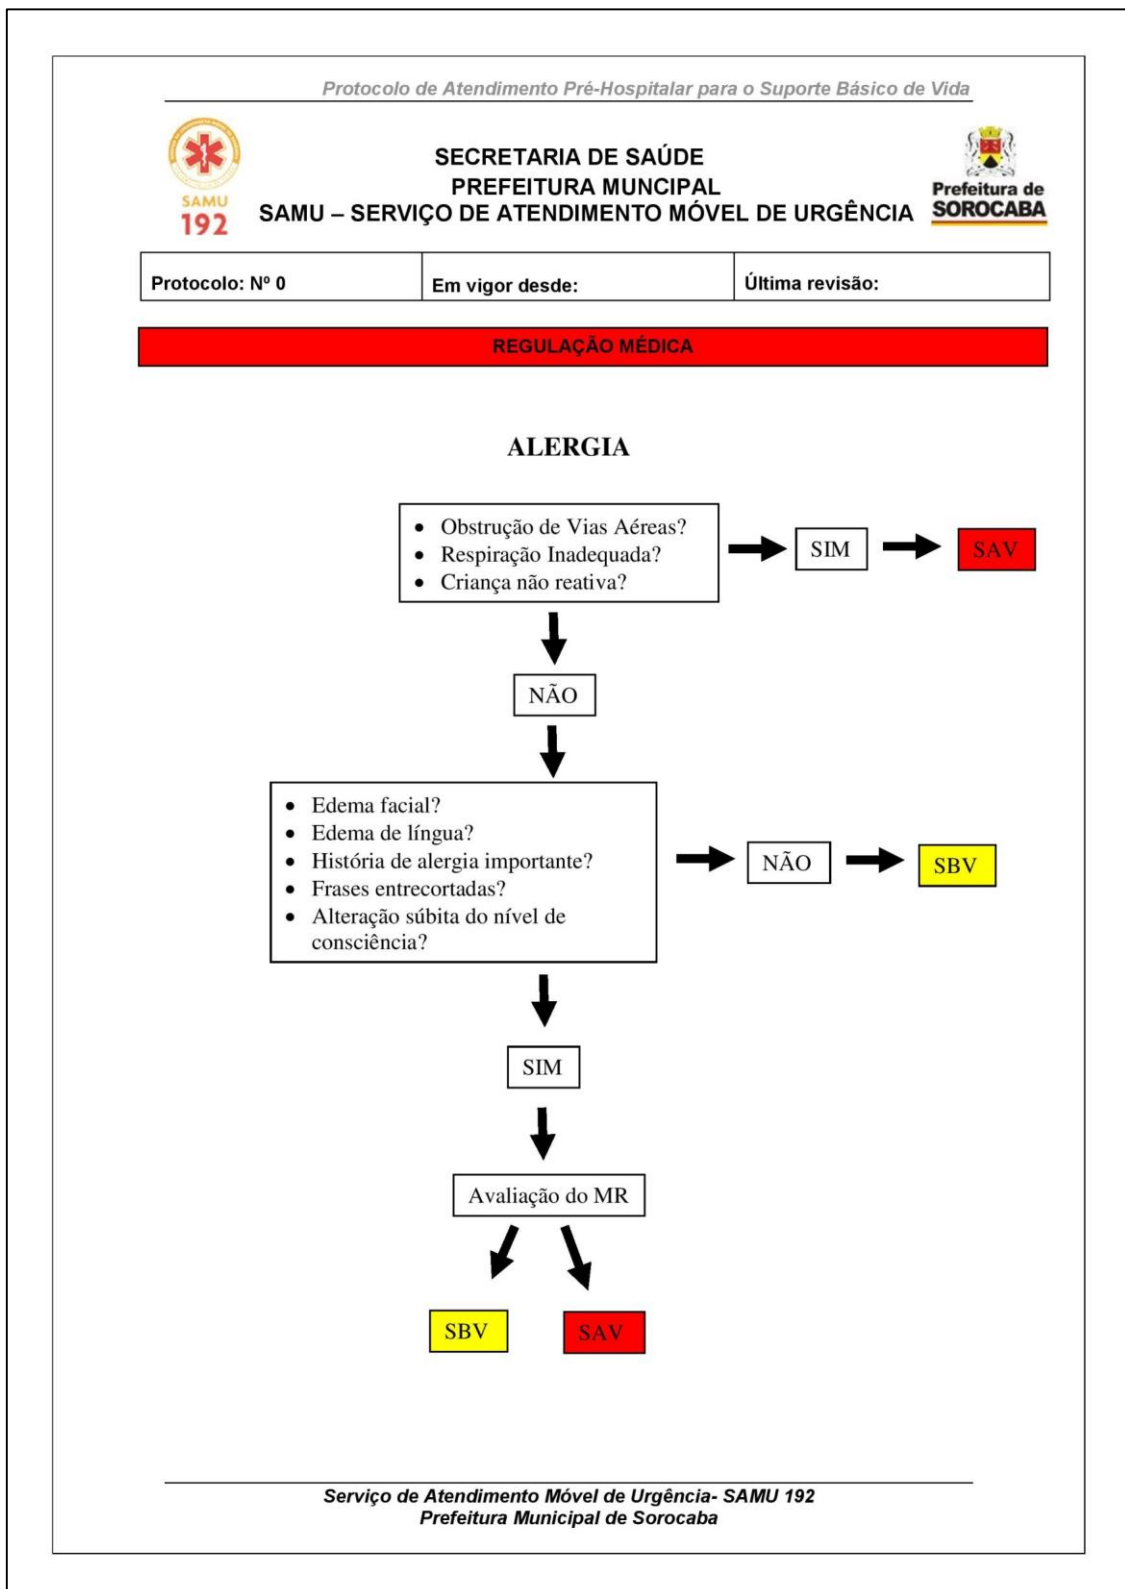 Protocolo de Atendimento Pré-Hospitalar para o Suporte Básico de Vida
SAMU
192
SECRETARIA DE SAÚDE
PREFEITURA MUNCIPAL
SAMU – SERVIÇO DE ATENDIMENTO MÓVEL DE URGÊNCIA
Prefeitura de
SOROCABA
Protocolo: Nº 0
Em vigor desde:
Última revisão:
REGULAÇÃO MÉDICA
ALERGIA
• Obstrução de Vias Aéreas?
• Respiração Inadequada?
• Criança não reativa?
SIM
SAV
NÃO
• Edema facial?
• Edema de língua?
• História de alergia importante?
• Frases entrecortadas?
• Alteração súbita do nível de
consciência?
NÃO
SBV
SIM
Avaliação do MR
SBV
SAV
Serviço de Atendimento Móvel de Urgência- SAMU 192
Prefeitura Municipal de Sorocaba